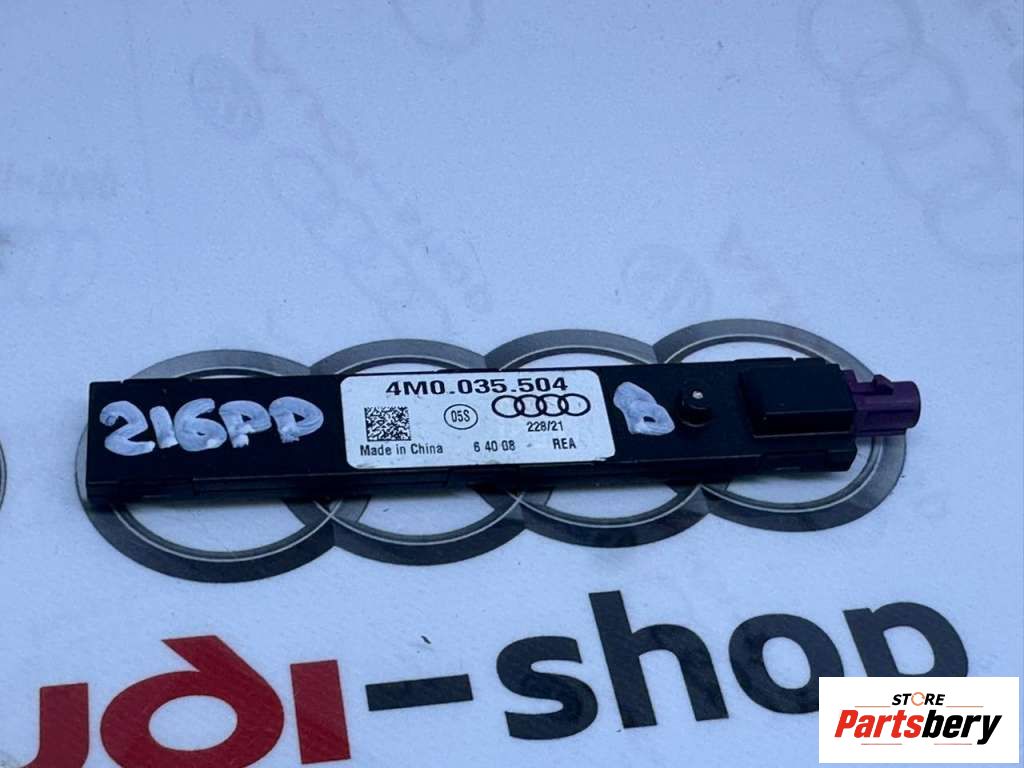 216PP
4M0.035.504
05S
228/21
Made in China 6 40 08 REA
B
UDI-shop
STORE
Partsbery